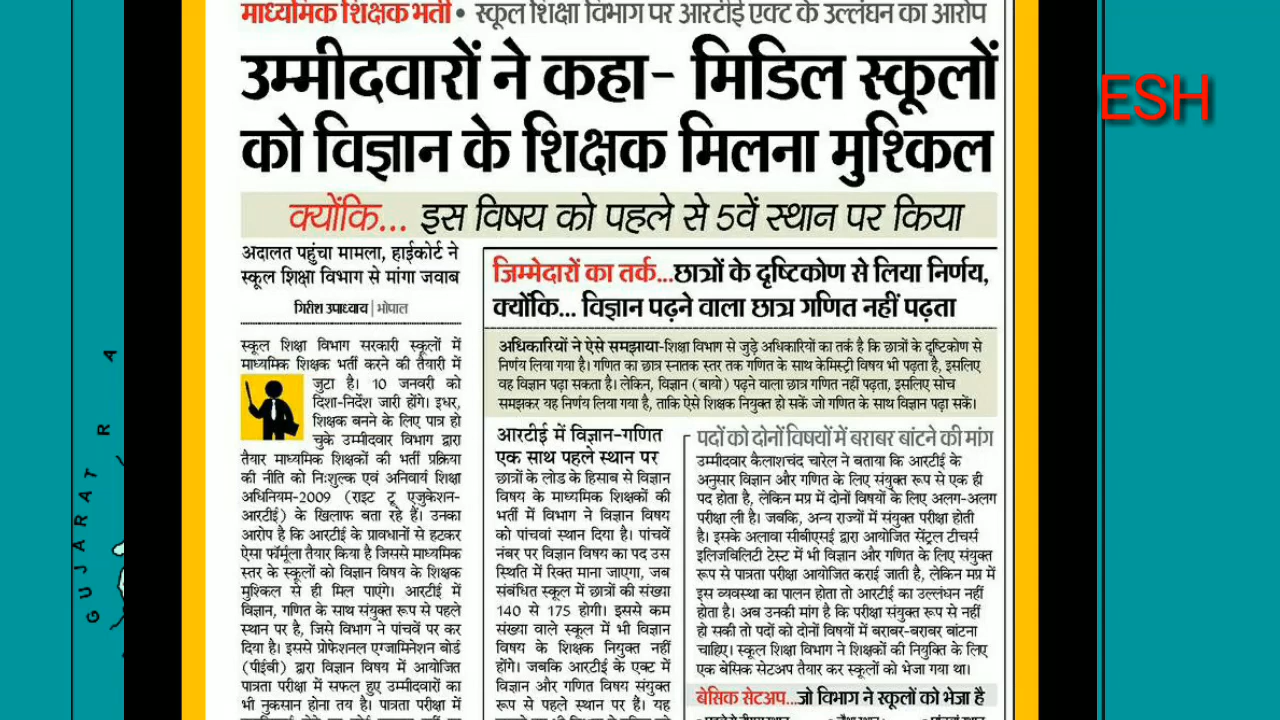 माध्यमिक शिक्षक भर्ती • स्कूल शिक्षा विभाग पर आरटीई एक्ट के उल्लंघन का आरोप
उम्मीदवारों ने कहा- मिडिल स्कूलों
को विज्ञान के शिक्षक मिलना मुश्किल
क्योंकि... इस विषय को पहले से 5वें स्थान पर किया
अदालत पहुंचा मामला, हाईकोर्ट ने
स्कूल शिक्षा विभाग से मांगा जवाब
गिरीश उपाध्याय | भोपाल
स्कूल शिक्षा विभाग सरकारी स्कूलों में
माध्यमिक शिक्षक भर्ती करने की तैयारी में
जुटा है। 10 जनवरी को
दिशा-निर्देश जारी होंगे। इधर,
शिक्षक बनने के लिए पात्र हो
चुके उम्मीदवार विभाग द्वारा
तैयार माध्यमिक शिक्षकों की भर्ती प्रक्रिया
की नीति को नि:शुल्क एवं अनिवार्य शिक्षा
अधिनियम-2009 (राइट टू एजुकेशन-
आरटीई) के खिलाफ बता रहे हैं। उनका
आरोप है कि आरटीई के प्रावधानों से हटकर
ऐसा फॉर्मूला तैयार किया है जिससे माध्यमिक
स्तर के स्कूलों को विज्ञान विषय के शिक्षक
मुश्किल से ही मिल पाएंगे। आरटीई में
विज्ञान, गणित के साथ संयुक्त रूप से पहले
स्थान पर है, जिसे विभाग ने पांचवें पर कर
दिया है। इससे प्रोफेशनल एग्जामिनेशन बोर्ड
(पीईबी) द्वारा विज्ञान विषय में आयोजित
पात्रता परीक्षा में सफल हुए उम्मीदवारों का
भी नुकसान होना तय है। पात्रता परीक्षा में
जिम्मेदारों का तर्क...छात्रों के दृष्टिकोण से लिया निर्णय,
क्योंकि... विज्ञान पढ़ने वाला छात्र गणित नहीं पढ़ता
अधिकारियों ने ऐसे समझाया-शिक्षा विभाग से जुड़े अधिकारियों का तर्क है कि छात्रों के दृष्टिकोण से
निर्णय लिया गया है। गणित का छात्र स्नातक स्तर तक गणित के साथ केमिस्ट्री विषय भी पढ़ता है, इसलिए
वह विज्ञान पढ़ा सकता है। लेकिन, विज्ञान (बायो) पढ़ने वाला छात्र गणित नहीं पढ़ता, इसलिए सोच
समझकर यह निर्णय लिया गया है, ताकि ऐसे शिक्षक नियुक्त हो सकें जो गणित के साथ विज्ञान पढ़ा सकें।
आरटीई में विज्ञान-गणित
एक साथ पहले स्थान पर
छात्रों के लोड के हिसाब से विज्ञान
विषय के माध्यमिक शिक्षकों की
भर्ती में विभाग ने विज्ञान विषय
को पांचवां स्थान दिया है। पांचवें
नंबर पर विज्ञान विषय का पद उस
स्थिति में रिक्त माना जाएगा, जब
संबंधित स्कूल में छात्रों की संख्या
140 से 175 होगी। इससे कम
संख्या वाले स्कूल में भी विज्ञान
विषय के शिक्षक नियुक्त नहीं
होंगे। जबकि आरटीई के एक्ट में
विज्ञान और गणित विषय संयुक्त
रूप से पहले स्थान पर हैं। यह
पदों को दोनों विषयों में बराबर बांटने की मांग
उम्मीदवार कैलाशचंद चारेल ने बताया कि आरटीई के
अनुसार विज्ञान और गणित के लिए संयुक्त रूप से एक ही
पद होता है, लेकिन मप्र में दोनों विषयों के लिए अलग-अलग
परीक्षा ली है। जबकि, अन्य राज्यों में संयुक्त परीक्षा होती
है। इसके अलावा सीबीएसई द्वारा आयोजित सेंट्रल टीचर्स
इलिजविलिटी टेस्ट में भी विज्ञान और गणित के लिए संयुक्त
रूप से पात्रता परीक्षा आयोजित कराई जाती है, लेकिन मप्र में
इस व्यवस्था का पालन होता तो आरटीई का उल्लंघन नहीं
होता है। अब उनकी मांग है कि परीक्षा संयुक्त रूप से नहीं
हो सकी तो पदों को दोनों विषयों में बराबर-बराबर बांटना
चाहिए। स्कूल शिक्षा विभाग ने शिक्षकों की नियुक्ति के लिए
एक बेसिक सेटअप तैयार कर स्कूलों को भेजा गया था।
बेसिक सेटअप...जो विभाग ने स्कूलों को भेजा है
ESH
GUJARAT RA